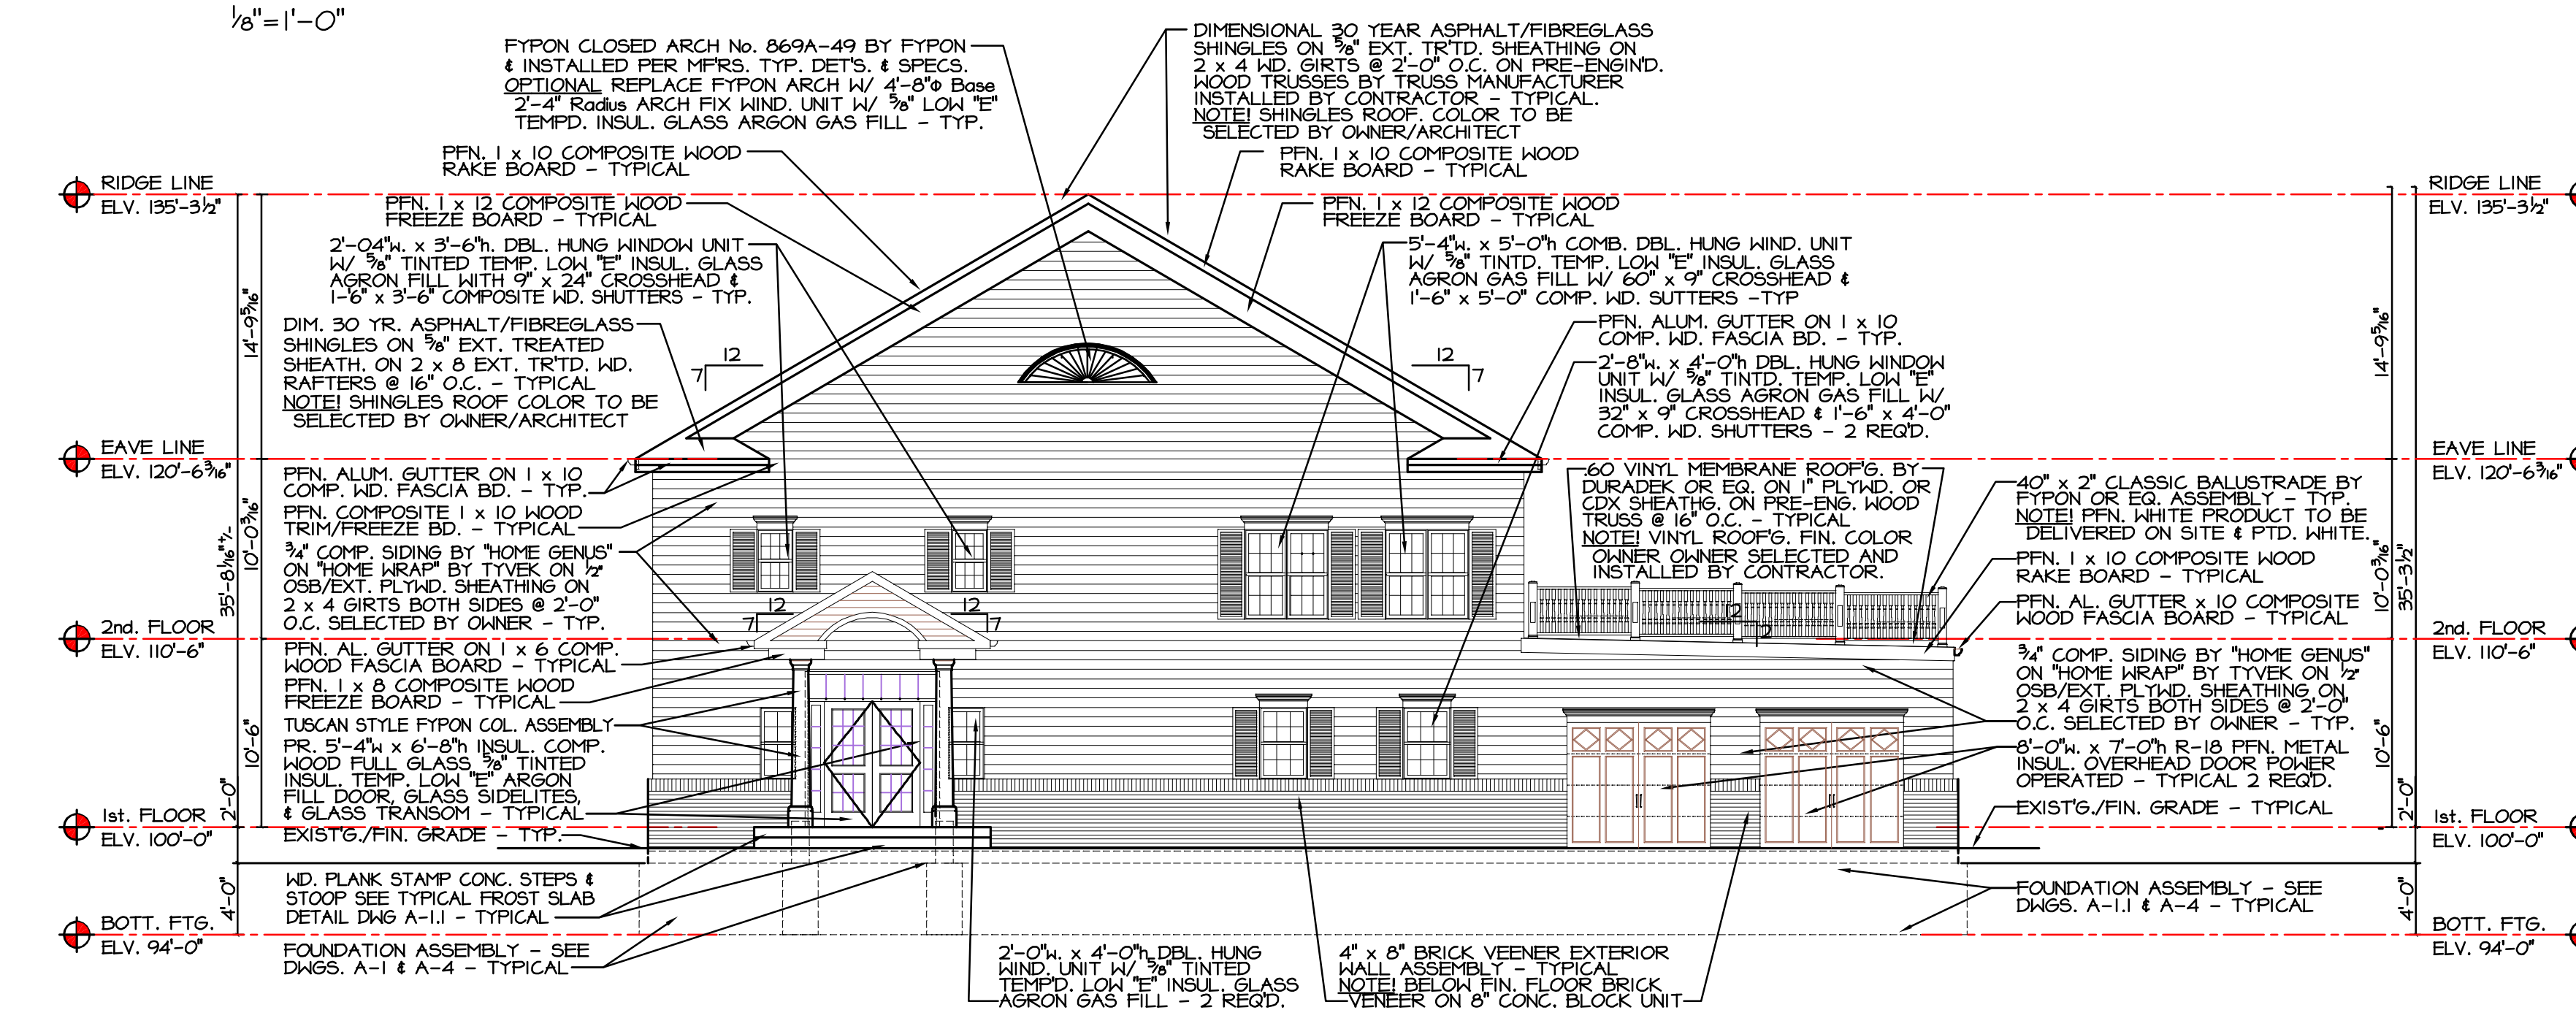 ⅛"=1'-0"
FYPON CLOSED ARCH No. 869A-49 BY FYPON
& INSTALLED PER MF'RS. TYP. DET'S. & SPECS.
OPTIONAL REPLACE FYPON ARCH W/ 4'-8"Φ Base
2'-4" Radius ARCH FIX WIND. UNIT W/ ⅝" LOW "E"
TEMPD. INSUL. GLASS ARGON GAS FILL - TYP.
DIMENSIONAL 30 YEAR ASPHALT/FIBREGLASS
SHINGLES ON ⅝" EXT. TR'TD. SHEATHING ON
2 x 4 WD. GIRTS @ 2'-0" O.C. ON PRE-ENGIN'D.
WOOD TRUSSES BY TRUSS MANUFACTURER
INSTALLED BY CONTRACTOR - TYPICAL.
NOTE! SHINGLES ROOF. COLOR TO BE
SELECTED BY OWNER/ARCHITECT
PFN. 1 x 10 COMPOSITE WOOD
RAKE BOARD - TYPICAL
PFN. 1 x 10 COMPOSITE WOOD
RAKE BOARD - TYPICAL
RIDGE LINE
ELV. 135'-3½"
RIDGE LINE
ELV. 135'-3½"
PFN. 1 x 12 COMPOSITE WOOD
FREEZE BOARD - TYPICAL
PFN. 1 x 12 COMPOSITE WOOD
FREEZE BOARD - TYPICAL
2'-04"w. x 3'-6"h. DBL. HUNG WINDOW UNIT
W/ ⅝" TINTED TEMP. LOW "E" INSUL. GLASS
AGRON FILL WITH 9" x 24" CROSSHEAD &
1'-6" x 3'-6" COMPOSITE WD. SHUTTERS - TYP.
5'-4"w. x 5'-0"h COMB. DBL. HUNG WIND. UNIT
W/ ⅝" TINTD. TEMP. LOW "E" INSUL. GLASS
AGRON GAS FILL W/ 60" x 9" CROSSHEAD &
1'-6" x 5'-0" COMP. WD. SUTTERS -TYP
DIM. 30 YR. ASPHALT/FIBREGLASS
SHINGLES ON ⅝" EXT. TREATED
SHEATH. ON 2 x 8 EXT. TR'TD. WD.
RAFTERS @ 16" O.C. - TYPICAL
NOTE! SHINGLES ROOF COLOR TO BE
SELECTED BY OWNER/ARCHITECT
PFN. ALUM. GUTTER ON 1 x 10
COMP. WD. FASCIA BD. - TYP.
2'-8"w. x 4'-0"h DBL. HUNG WINDOW
UNIT W/ ⅝" TINTD. TEMP. LOW "E"
INSUL. GLASS AGRON GAS FILL W/
32" x 9" CROSSHEAD & 1'-6" x 4'-0"
COMP. WD. SHUTTERS - 2 REQ'D.
14'-9 5/16"
14'-9 5/16"
12
7
12
7
EAVE LINE
ELV. 120'-6 3/16"
EAVE LINE
ELV. 120'-6 3/16"
PFN. ALUM. GUTTER ON 1 x 10
COMP. WD. FASCIA BD. - TYP.
PFN. COMPOSITE 1 x 10 WOOD
TRIM/FREEZE BD. - TYPICAL
¾" COMP. SIDING BY "HOME GENUS"
ON "HOME WRAP" BY TYVEK ON ½"
OSB/EXT. PLYWD. SHEATHING ON
2 x 4 GIRTS BOTH SIDES @ 2'-0"
O.C. SELECTED BY OWNER - TYP.
.60 VINYL MEMBRANE ROOF'G. BY
DURADEK OR EQ. ON 1" PLYWD. OR
CDX SHEATHG. ON PRE-ENG. WOOD
TRUSS @ 16" O.C. - TYPICAL
NOTE! VINYL ROOF'G. FIN. COLOR
OWNER OWNER SELECTED AND
INSTALLED BY CONTRACTOR.
40" x 2" CLASSIC BALUSTRADE BY
FYPON OR EQ. ASSEMBLY - TYP.
NOTE! PFN. WHITE PRODUCT TO BE
DELIVERED ON SITE & PTD. WHITE.
PFN. 1 x 10 COMPOSITE WOOD
RAKE BOARD - TYPICAL
PFN. AL. GUTTER x 10 COMPOSITE
WOOD FASCIA BOARD - TYPICAL
35'-8 1/16"+/-
10'-0 3/16"
10'-0 3/16"
35'-3½"
12
7
12
7
12
2
2nd. FLOOR
ELV. 110'-6"
2nd. FLOOR
ELV. 110'-6"
PFN. AL. GUTTER ON 1 x 6 COMP.
WOOD FASCIA BOARD - TYPICAL
PFN. 1 x 8 COMPOSITE WOOD
FREEZE BOARD - TYPICAL
TUSCAN STYLE FYPON COL. ASSEMBLY
PR. 5'-4"w x 6'-8"h INSUL. COMP.
WOOD FULL GLASS ⅝" TINTED
INSUL. TEMP. LOW "E" ARGON
FILL DOOR, GLASS SIDELITES,
& GLASS TRANSOM - TYPICAL
EXIST'G./FIN. GRADE - TYP.
¾" COMP. SIDING BY "HOME GENUS"
ON "HOME WRAP" BY TYVEK ON ½"
OSB/EXT. PLYWD. SHEATHING ON
2 x 4 GIRTS BOTH SIDES @ 2'-0"
O.C. SELECTED BY OWNER - TYP.
8'-0"w. x 7'-0"h R-18 PFN. METAL
INSUL. OVERHEAD DOOR POWER
OPERATED - TYPICAL 2 REQ'D.
EXIST'G./FIN. GRADE - TYPICAL
10'-6"
2'-0"
10'-6"
2'-0"
1st. FLOOR
ELV. 100'-0"
1st. FLOOR
ELV. 100'-0"
WD. PLANK STAMP CONC. STEPS &
STOOP SEE TYPICAL FROST SLAB
DETAIL DWG A-1.1 - TYPICAL
FOUNDATION ASSEMBLY - SEE
DWGS. A-1.1 & A-4 - TYPICAL
4'-0"
4'-0"
BOTT. FTG.
ELV. 94'-0"
BOTT. FTG.
ELV. 94'-0"
FOUNDATION ASSEMBLY - SEE
DWGS. A-1 & A-4 - TYPICAL
2'-0"w. x 4'-0"h DBL. HUNG
WIND. UNIT W/ ⅝" TINTED
TEMP'D. LOW "E" INSUL. GLASS
AGRON GAS FILL - 2 REQ'D.
4" x 8" BRICK VEENER EXTERIOR
WALL ASSEMBLY - TYPICAL
NOTE! BELOW FIN. FLOOR BRICK
VENEER ON 8" CONC. BLOCK UNIT